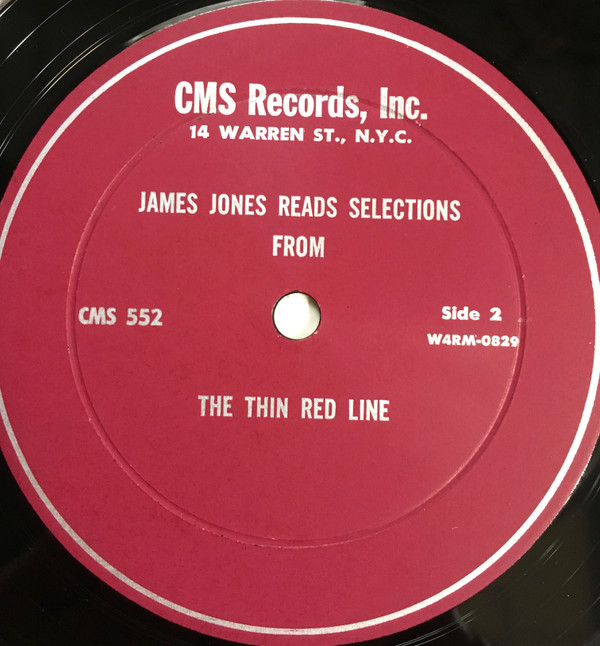 CMS Records, Inc.
14 WARREN ST., N.Y.C.
JAMES JONES READS SELECTIONS
FROM
CMS 552
Side 2
W4RM-0829
THE THIN RED LINE